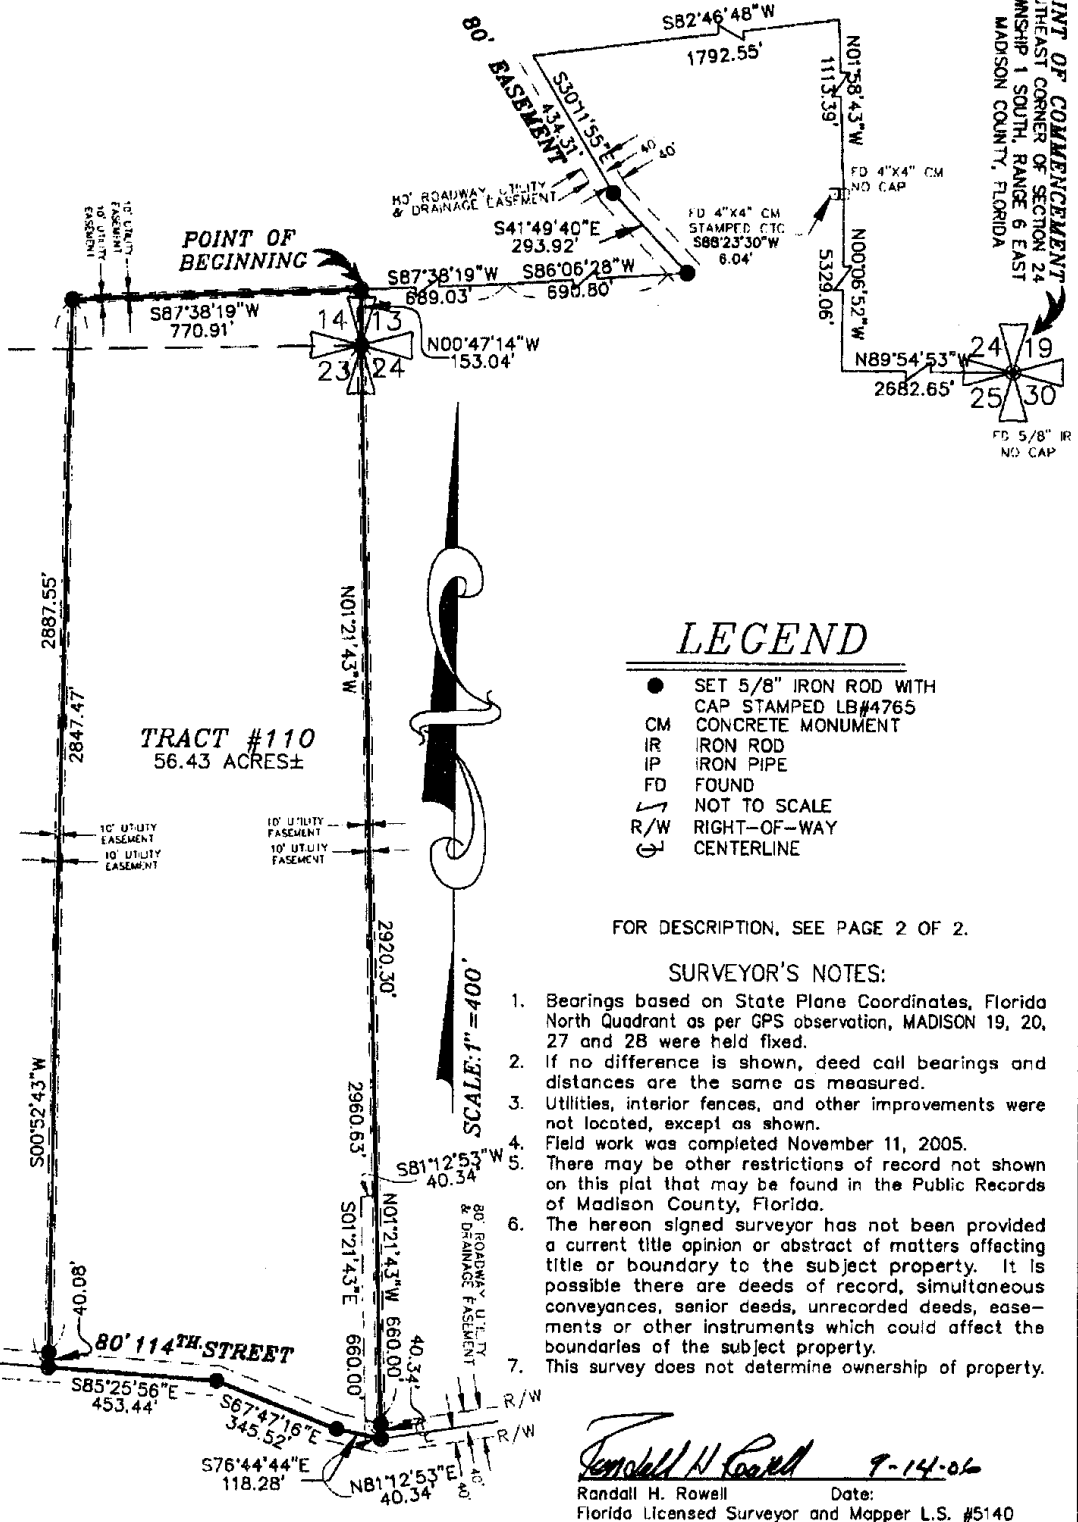 S82°46'48"W
1792.55'
80' EASEMENT
S30°11'55"E
434.31'
40'
40'
N01°58'43"W
1113.39'
INT OF COMMENCEMENT
THEAST CORNER OF SECTION 24
WNSHIP 1 SOUTH, RANGE 6 EAST
MADISON COUNTY, FLORIDA
FD 4"X4" CM
NO CAP
ROADWAY, UTILITY
& DRAINAGE EASEMENT
S41°49'40"E
293.92'
FD 4"X4" CM
STAMPED CTC
S88°23'30"W
6.04'
N00°06'52"W
5329.06'
10' UTILITY
EASEMENT
10' UTILITY
EASEMENT
POINT OF
BEGINNING
S87°38'19"W
689.03'
S86°06'28"W
690.80'
S87°38'19"W
770.91'
14 13
23 24
N00°47'14"W
153.04'
N89°54'53"W
2682.65'
24 19
25 30
FD 5/8" IR
NO CAP
2887.55'
2847.47'
N01°21'43"W
TRACT #110
56.43 ACRES±
10' UTILITY
EASEMENT
10' UTILITY
EASEMENT
10' UTILITY
EASEMENT
10' UTILITY
EASEMENT
2920.30'
2960.63'
S00°52'43"W
SCALE:1"=400'
LEGEND
SET 5/8" IRON ROD WITH
CAP STAMPED LB#4765
CM CONCRETE MONUMENT
IR IRON ROD
IP IRON PIPE
FD FOUND
NOT TO SCALE
R/W RIGHT-OF-WAY
CENTERLINE
FOR DESCRIPTION, SEE PAGE 2 OF 2.
SURVEYOR'S NOTES:
1. Bearings based on State Plane Coordinates, Florida
North Quadrant as per GPS observation, MADISON 19, 20,
27 and 28 were held fixed.
2. If no difference is shown, deed call bearings and
distances are the same as measured.
3. Utilities, interior fences, and other improvements were
not located, except as shown.
4. Field work was completed November 11, 2005.
5. There may be other restrictions of record not shown
on this plat that may be found in the Public Records
of Madison County, Florida.
6. The hereon signed surveyor has not been provided
a current title opinion or abstract of matters affecting
title or boundary to the subject property. It is
possible there are deeds of record, simultaneous
conveyances, senior deeds, unrecorded deeds, ease-
ments or other instruments which could affect the
boundaries of the subject property.
7. This survey does not determine ownership of property.
S81°12'53"W
40.34'
S01°21'43"E
660.00'
N01°21'43"W
660.00'
40.34'
80' ROADWAY, UTILITY
& DRAINAGE EASEMENT
40.08'
80' 114TH STREET
S85°25'56"E
453.44'
S67°47'16"E
345.52'
S76°44'44"E
118.28'
N81°12'53"E
40.34'
R/W
R/W
40'
40'
Randall H Rowell 9-14-06
Randall H. Rowell Date:
Florida Licensed Surveyor and Mapper L.S. #5140